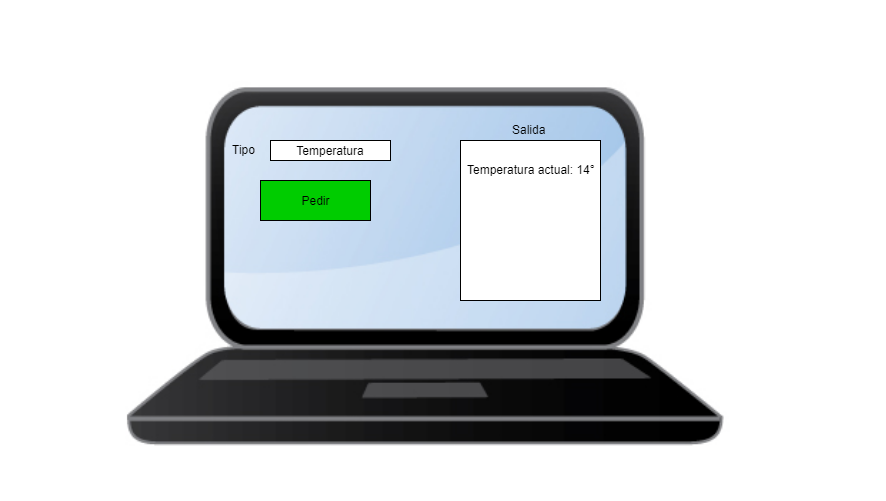 Salida
Tipo
Temperatura
Temperatura actual: 14°
Pedir